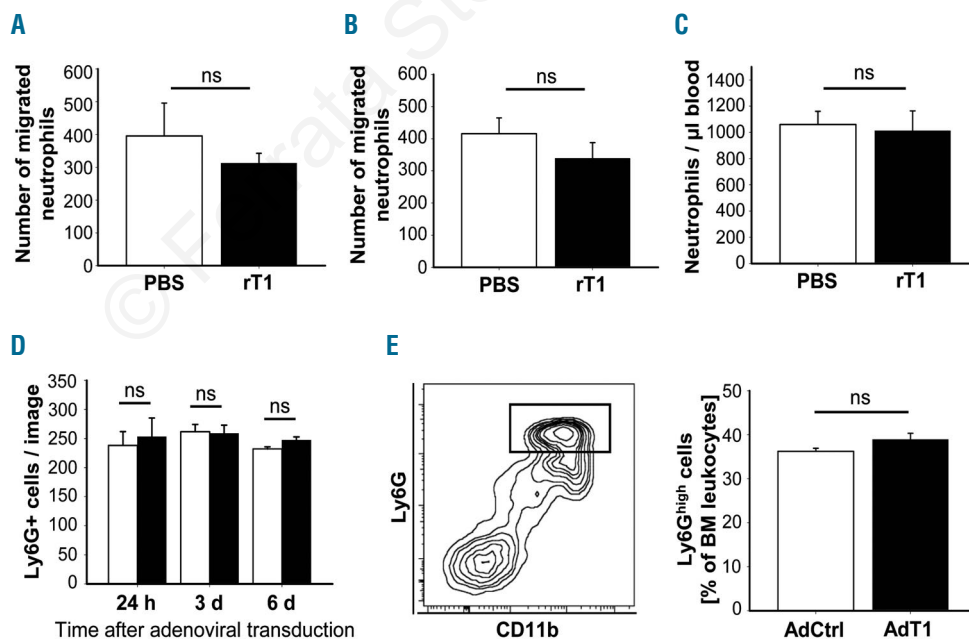 A
B
C
Number of migrated
neutrophils
600
500
400
300
200
100
0
ns
PBS
rT1
Number of migrated
neutrophils
600
500
400
300
200
100
0
ns
PBS
rT1
Neutrophils / µl blood
1400
1200
1000
800
600
400
200
0
ns
PBS
rT1
D
E
Ly6G+ cells / image
350
300
250
200
150
100
50
0
ns
ns
ns
24 h
3 d
6 d
Time after adenoviral transduction
Ly6G
CD11b
Ly6Ghigh cells
[% of BM leukocytes]
50
40
30
20
10
0
ns
AdCtrl
AdT1